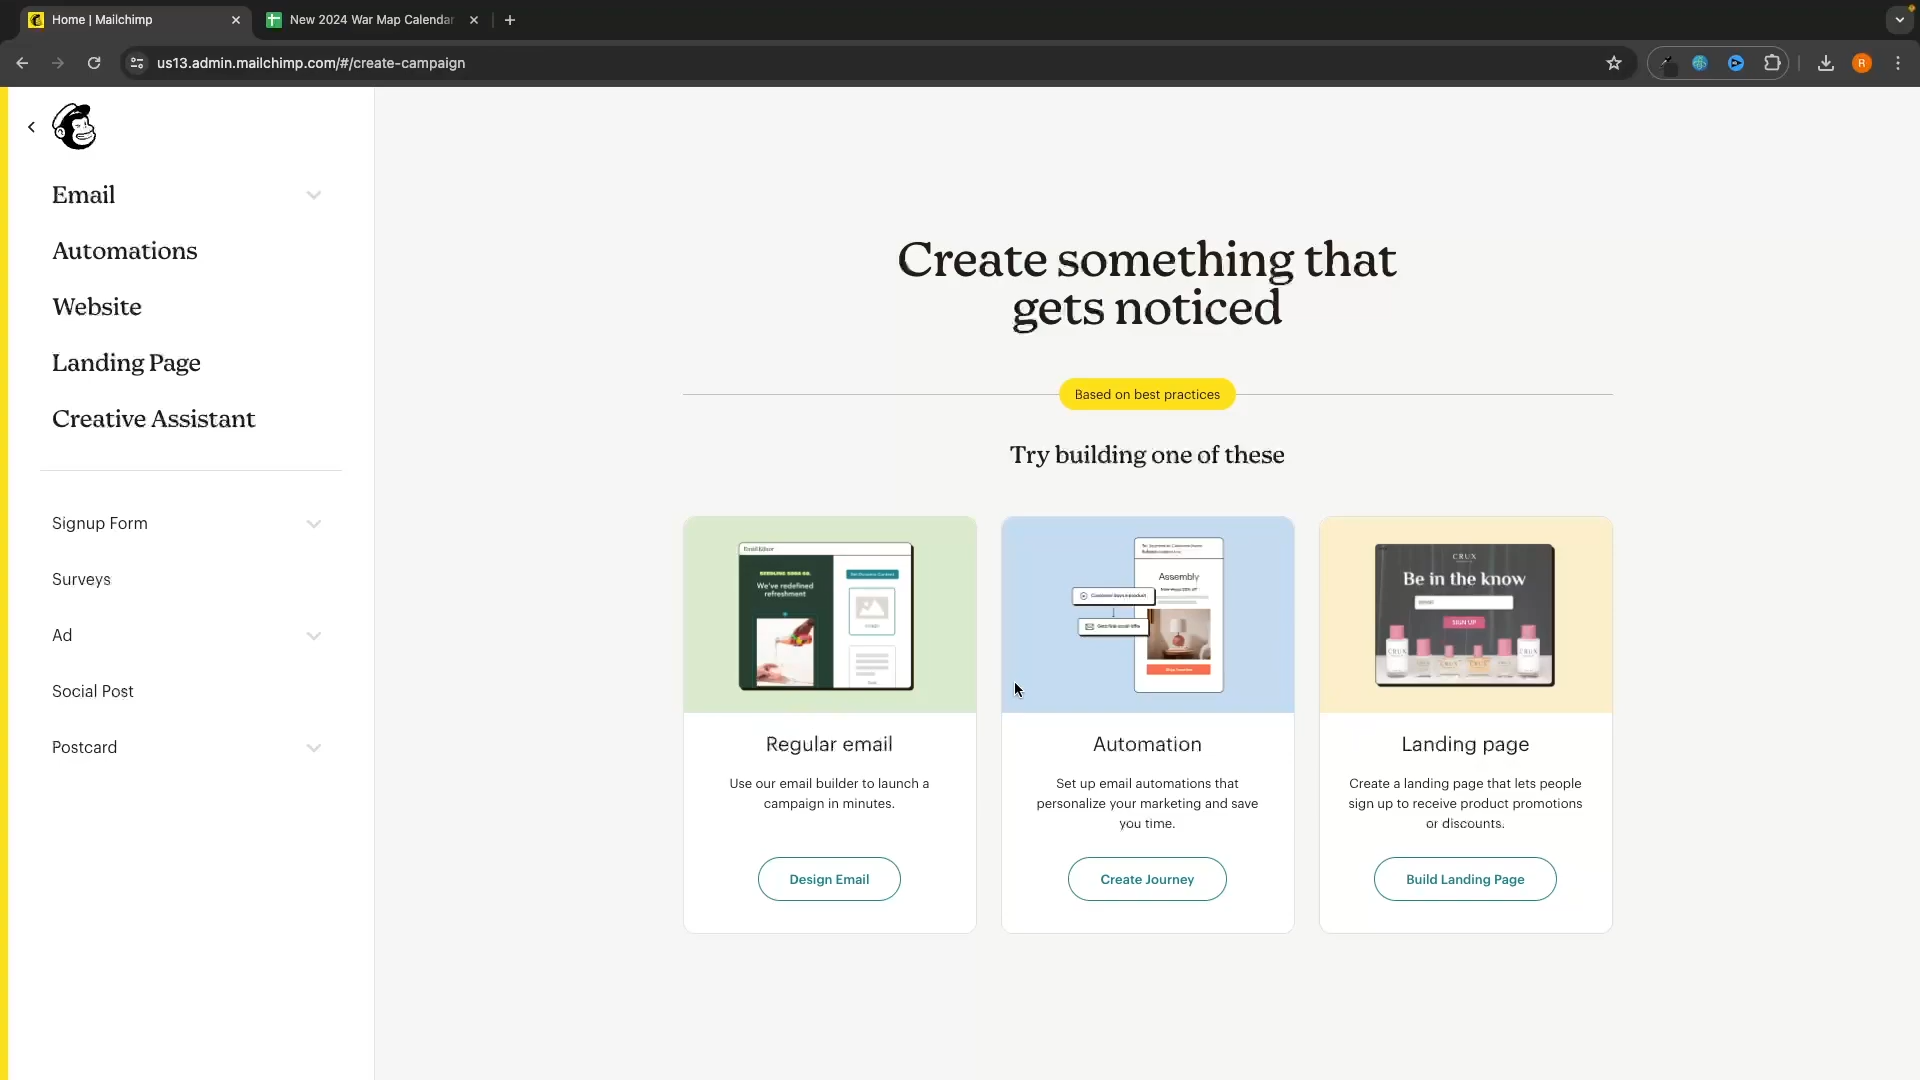 Home | Mailchimp
New 2024 War Map Calendar
us13.admin.mailchimp.com/#/create-campaign
R
Email
Automations
Website
Landing Page
Creative Assistant
Signup Form
Surveys
Ad
Social Post
Postcard
Create something that
gets noticed
Based on best practices
Try building one of these
We've redefined
refreshment
Assembly
CRUX
Be in the know
SIGN UP
Regular email
Use our email builder to launch a
campaign in minutes.
Design Email
Automation
Set up email automations that
personalize your marketing and save
you time.
Create Journey
Landing page
Create a landing page that lets people
sign up to receive product promotions
or discounts.
Build Landing Page